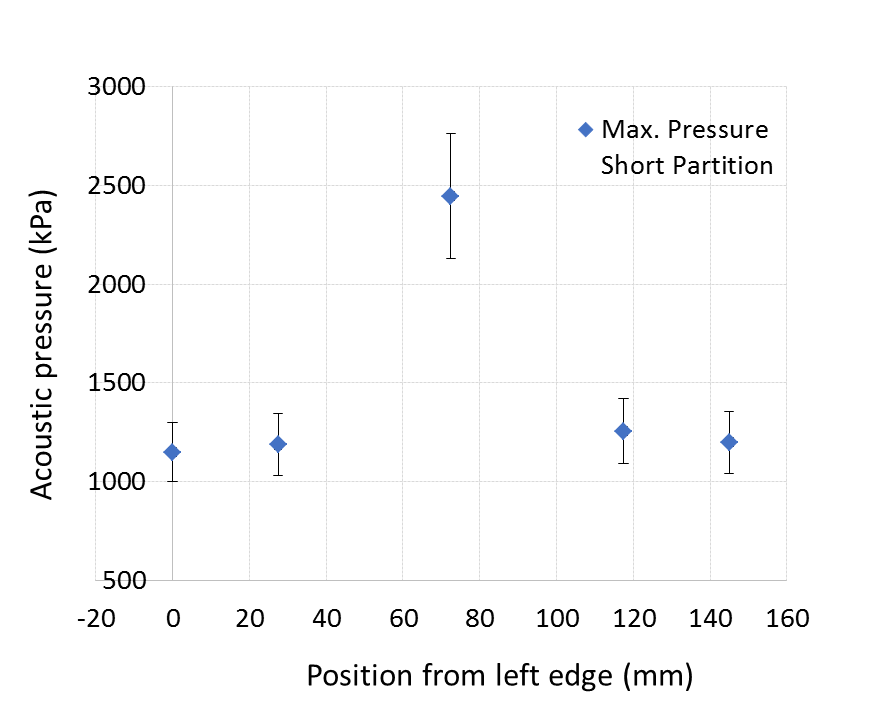 3000
2500
2000
1500
1000
500
Acoustic pressure (kPa)
Max. Pressure
Short Partition
-20 0 20 40 60 80 100 120 140 160
Position from left edge (mm)